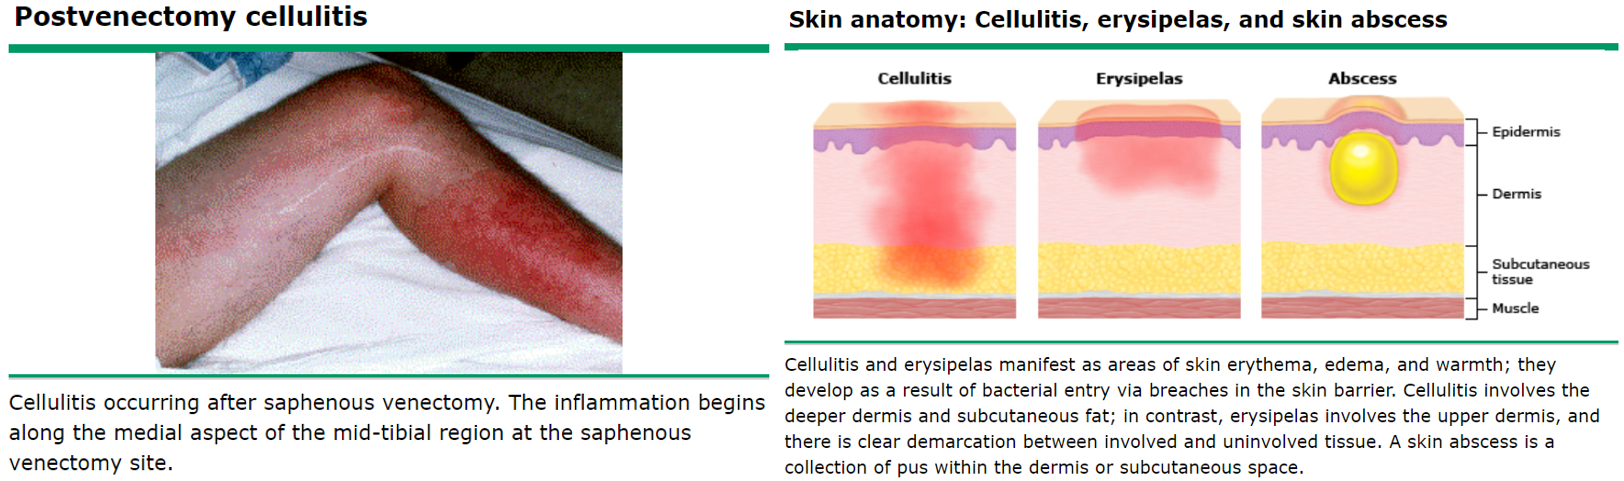 Postvenectomy cellulitis
Cellulitis occurring after saphenous venectomy. The inflammation begins
along the medial aspect of the mid-tibial region at the saphenous
venectomy site.
Skin anatomy: Cellulitis, erysipelas, and skin abscess
Cellulitis
Erysipelas
Abscess
Epidermis
Dermis
Subcutaneous
tissue
Muscle
Cellulitis and erysipelas manifest as areas of skin erythema, edema, and warmth; they
develop as a result of bacterial entry via breaches in the skin barrier. Cellulitis involves the
deeper dermis and subcutaneous fat; in contrast, erysipelas involves the upper dermis, and
there is clear demarcation between involved and uninvolved tissue. A skin abscess is a
collection of pus within the dermis or subcutaneous space.